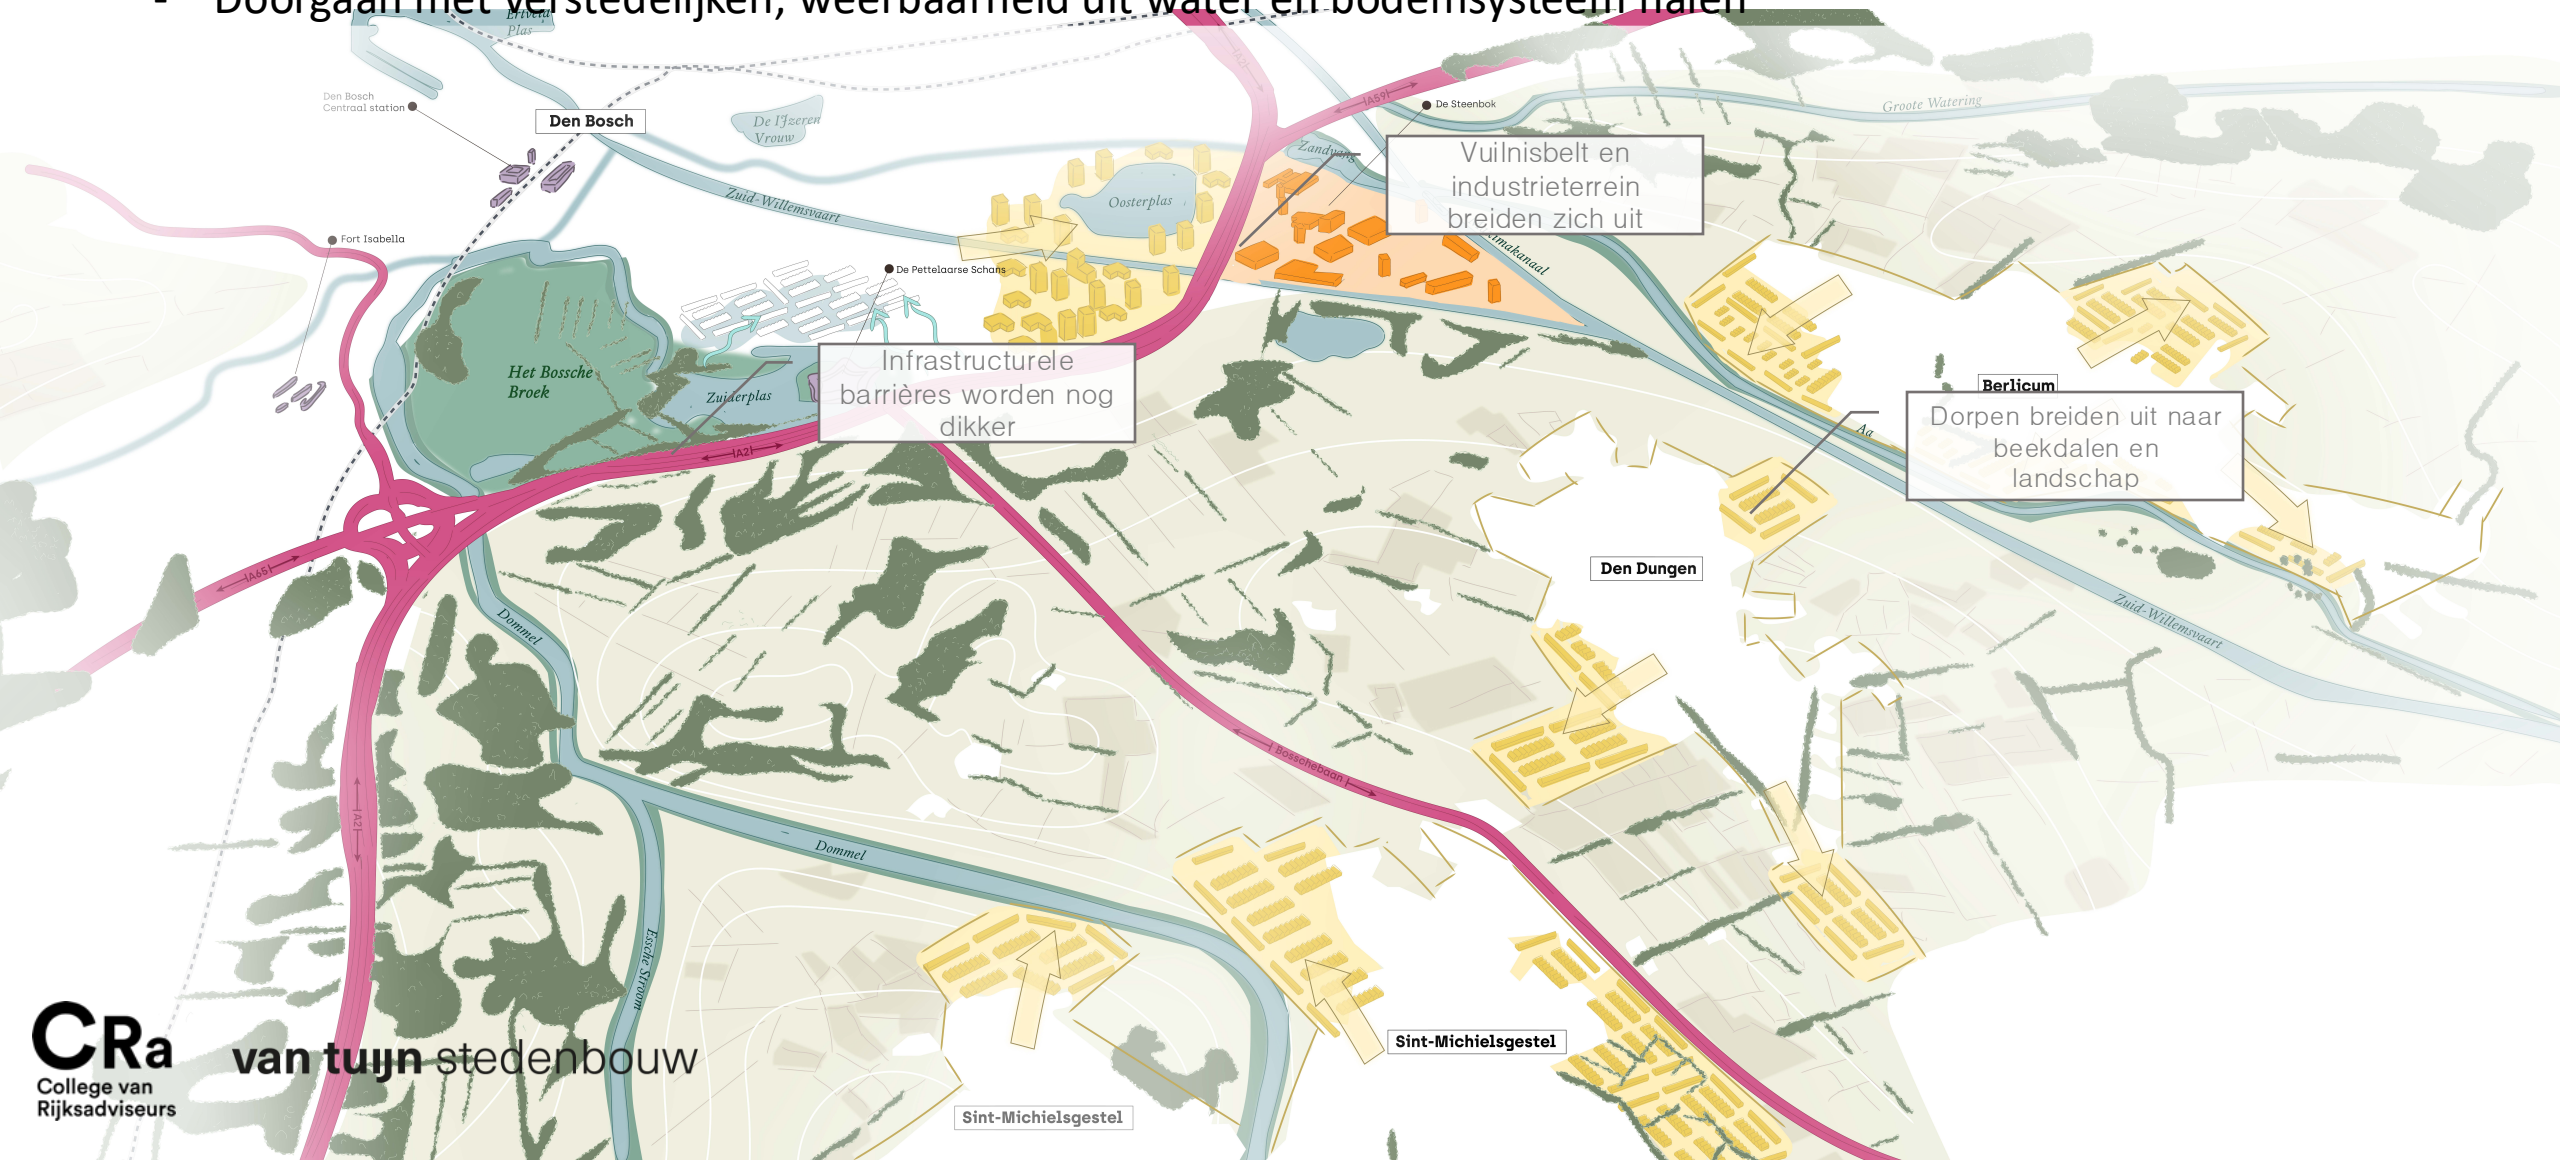 - Doorgaan met verstedelijken, weerbaarheid uit water en bodemsysteem halen
Ertveld
Plas
Den Bosch
Centraal station
Den Bosch
De IJzeren
Vrouw
|A2|
|A59|
De Steenbok
Groote Watering
Zandvang
Vuilnisbelt en
industrieterrein
breiden zich uit
Zuid-Willemsvaart
Oosterplas
Fort Isabella
De Pettelaarse Schans
Het Bossche
Broek
Zuiderplas
Infrastructurele
barrières worden nog
dikker
Berlicum
Dorpen breiden uit naar
beekdalen en
landschap
Aa
|A2|
|A65|
Den Dungen
Zuid-Willemsvaart
Dommel
Bosschebaan
|A2|
Dommel
Essche Stroom
Sint-Michielsgestel
Sint-Michielsgestel
CRa
College van
Rijksadviseurs
van tuijn stedenbouw